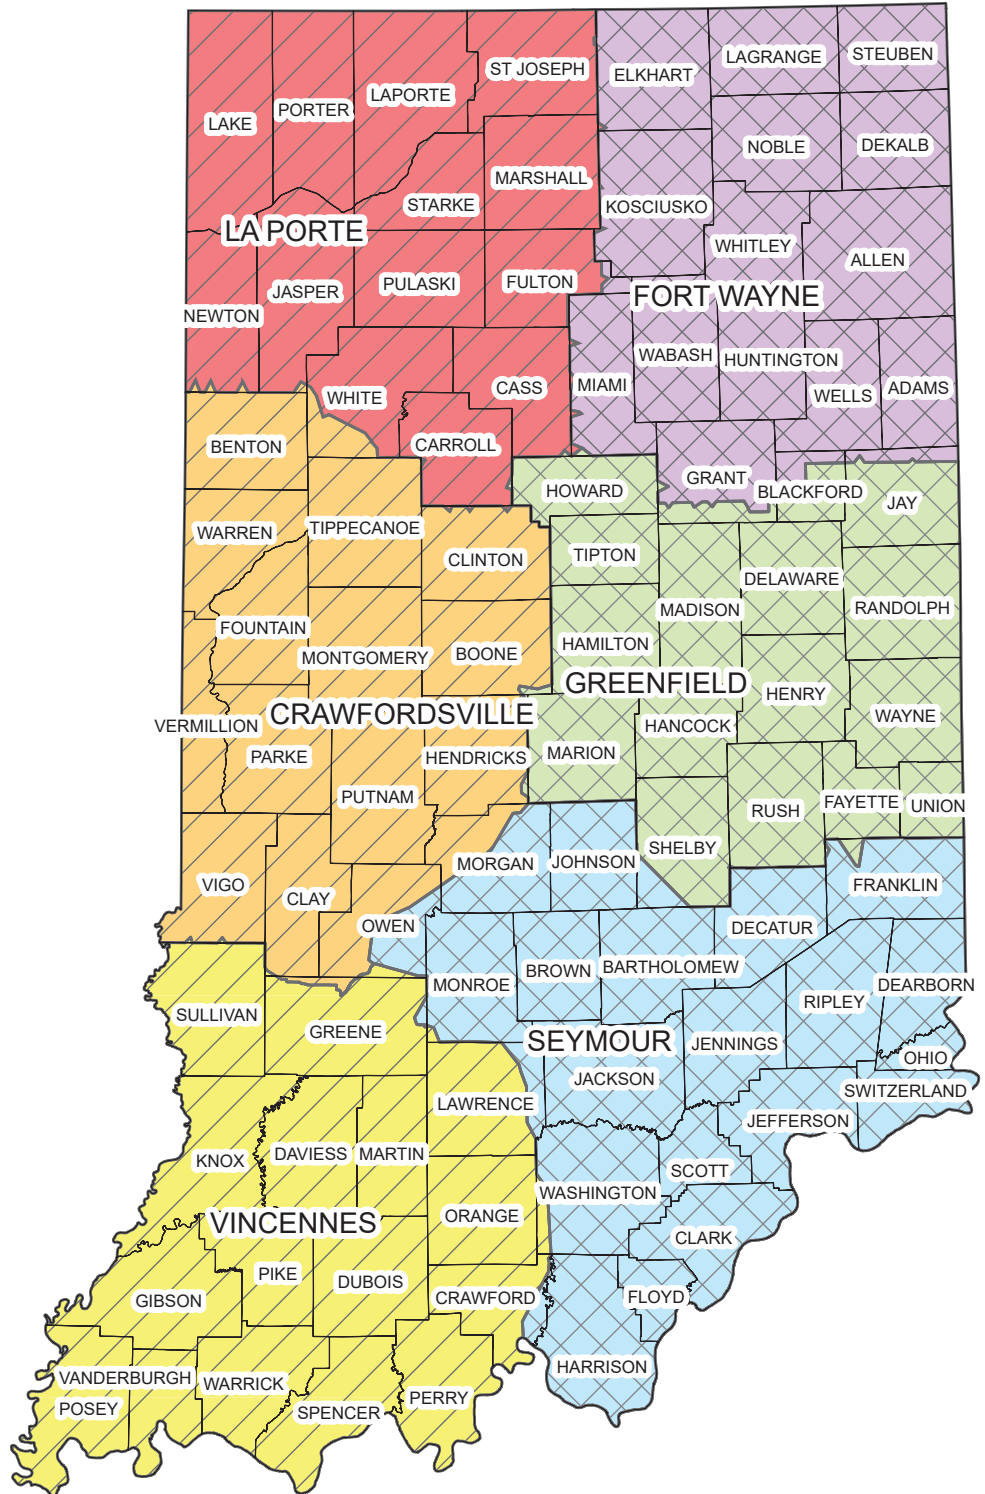 STEUBEN
LAGRANGE
ST JOSEPH
ELKHART
LAPORTE
PORTER
LAKE
NOBLE
DEKALB
MARSHALL
STARKE
KOSCIUSKO
LA PORTE
WHITLEY
ALLEN
PULASKI
FULTON
JASPER
FORT WAYNE
NEWTON
WABASH
HUNTINGTON
MIAMI
CASS
ADAMS
WHITE
WELLS
CARROLL
BENTON
GRANT
HOWARD
BLACKFORD
JAY
TIPPECANOE
WARREN
TIPTON
CLINTON
DELAWARE
MADISON
RANDOLPH
FOUNTAIN
HAMILTON
BOONE
MONTGOMERY
GREENFIELD
HENRY
CRAWFORDSVILLE
WAYNE
VERMILLION
HANCOCK
MARION
PARKE
HENDRICKS
PUTNAM
FAYETTE
UNION
RUSH
SHELBY
MORGAN
JOHNSON
VIGO
FRANKLIN
CLAY
OWEN
DECATUR
BROWN
BARTHOLOMEW
MONROE
DEARBORN
RIPLEY
SULLIVAN
GREENE
SEYMOUR
JENNINGS
OHIO
JACKSON
SWITZERLAND
LAWRENCE
JEFFERSON
DAVIESS
MARTIN
KNOX
SCOTT
WASHINGTON
ORANGE
VINCENNES
CLARK
PIKE
DUBOIS
FLOYD
CRAWFORD
GIBSON
HARRISON
VANDERBURGH
WARRICK
PERRY
POSEY
SPENCER